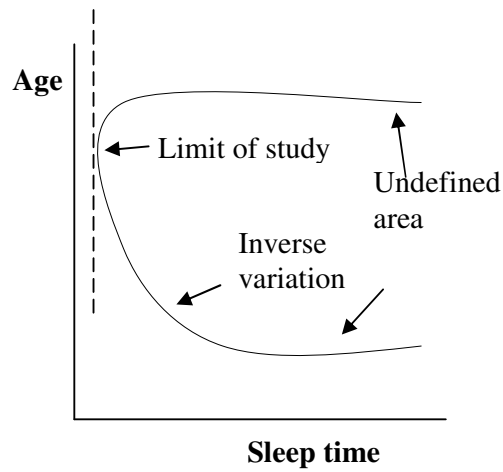 Age
Limit of study
Undefined
area
Inverse
variation
Sleep time